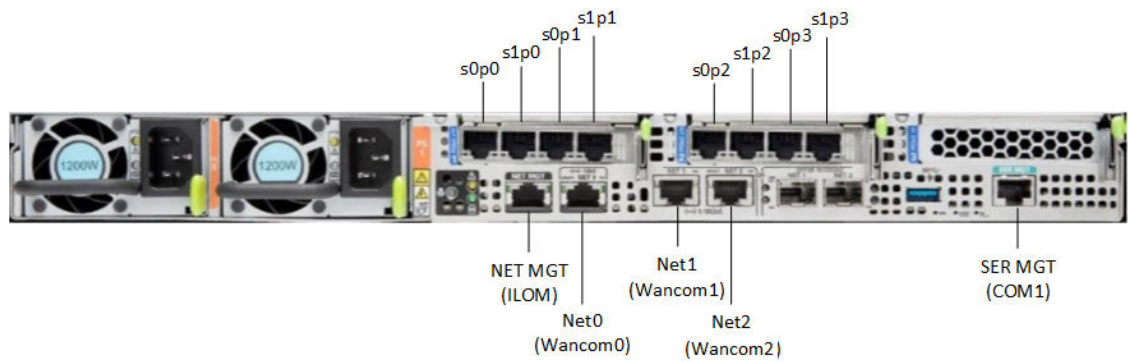 s0p0
s1p0
s0p1
s1p1
s0p2
s1p2
s0p3
s1p3
1200W
1200W
NET MGT
NET MGT
(ILOM)
Net0
(Wancom0)
Net1
(Wancom1)
Net2
(Wancom2)
SER MGT
(COM1)